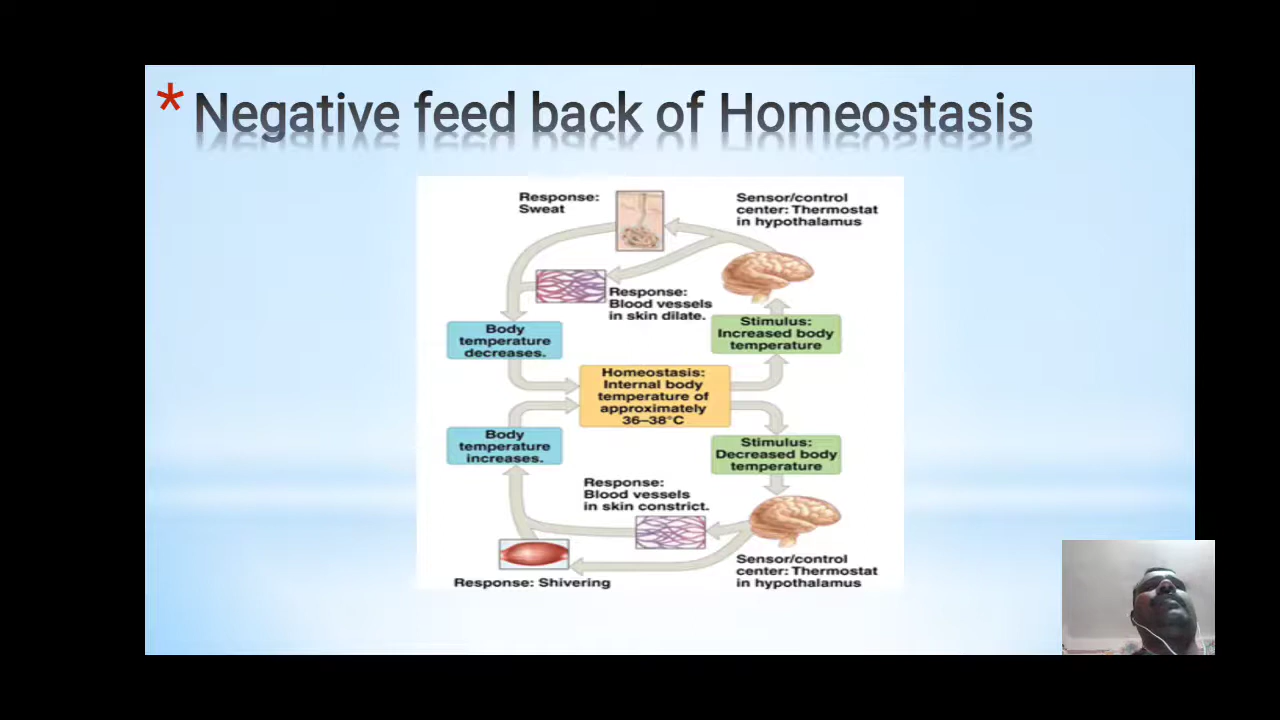 * Negative feed back of Homeostasis
Response:
Sweat
Sensor/control
center: Thermostat
in hypothalamus
Response:
Blood vessels
in skin dilate.
Stimulus:
Increased body
temperature
Body
temperature
decreases.
Homeostasis:
Internal body
temperature of
approximately
36–38°C
Body
temperature
increases.
Stimulus:
Decreased body
temperature
Response:
Blood vessels
in skin constrict.
Sensor/control
center: Thermostat
in hypothalamus
Response: Shivering